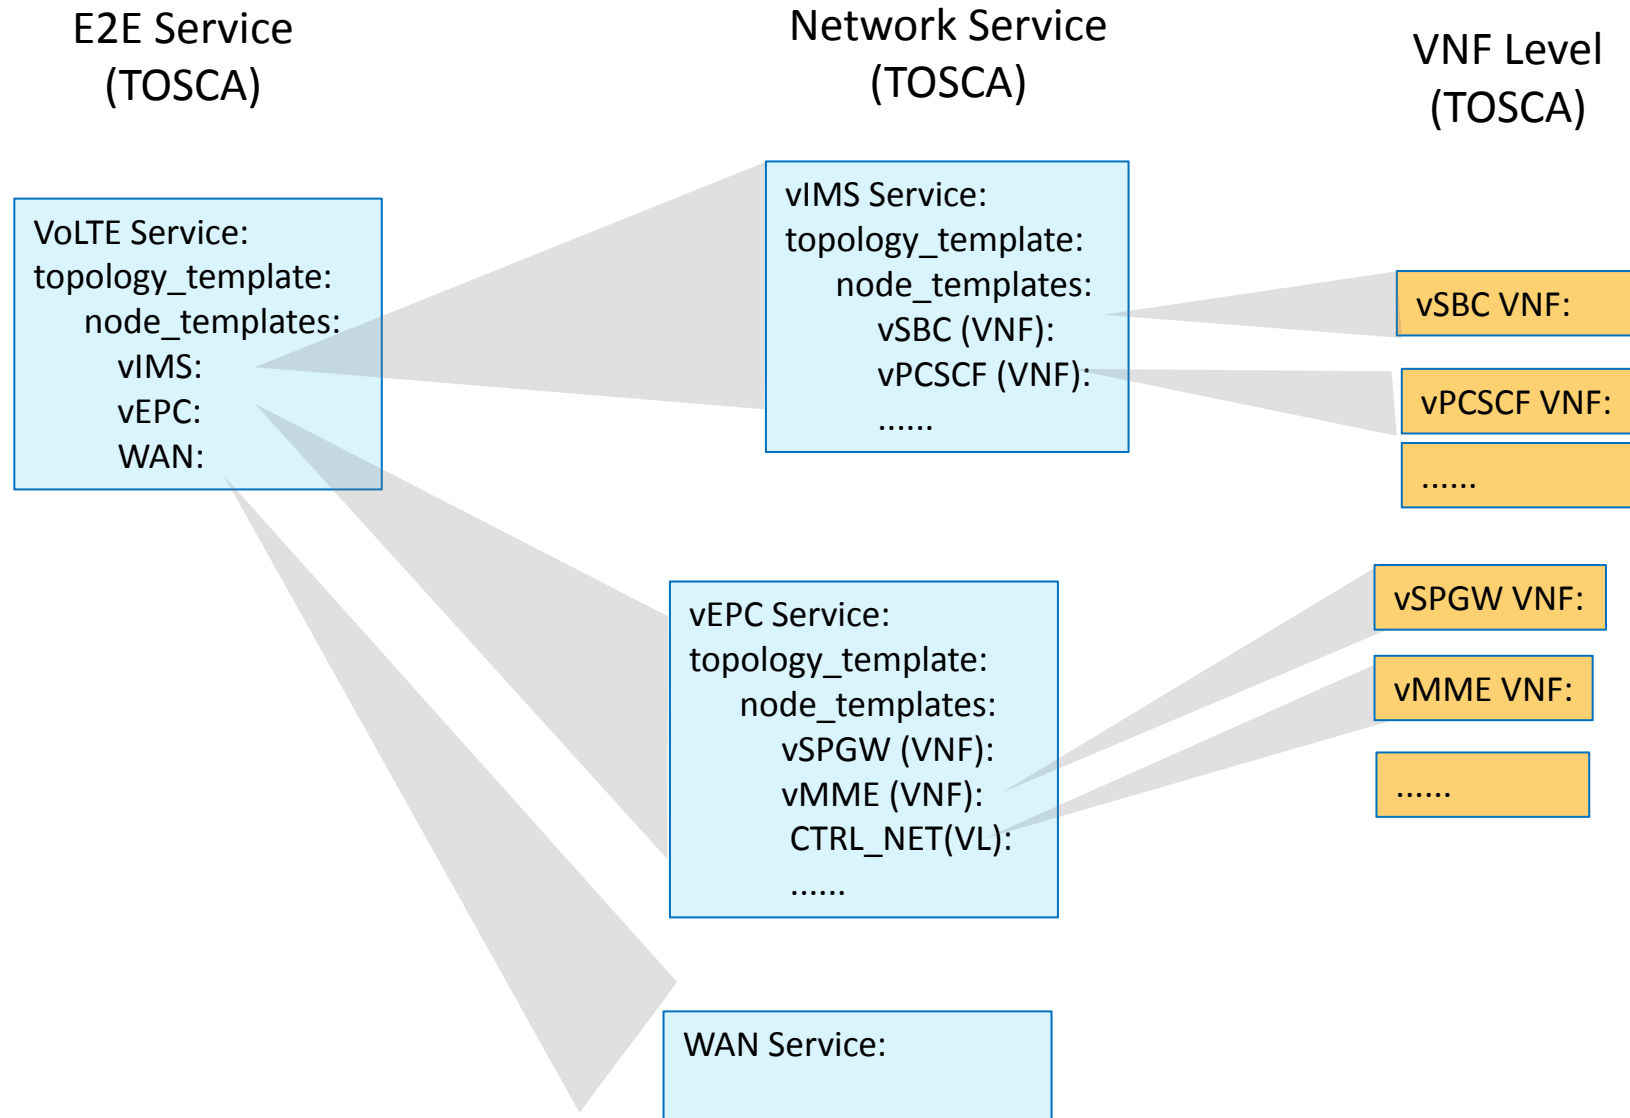 E2E Service
(TOSCA)
Network Service
(TOSCA)
VNF Level
(TOSCA)
VoLTE Service:
topology_template:
node_templates:
vIMS:
vEPC:
WAN:
vIMS Service:
topology_template:
node_templates:
vSBC (VNF):
vPCSCF (VNF):
......
vSBC VNF:
vPCSCF VNF:
......
vEPC Service:
topology_template:
node_templates:
vSPGW (VNF):
vMME (VNF):
CTRL_NET(VL):
......
vSPGW VNF:
vMME VNF:
......
WAN Service: